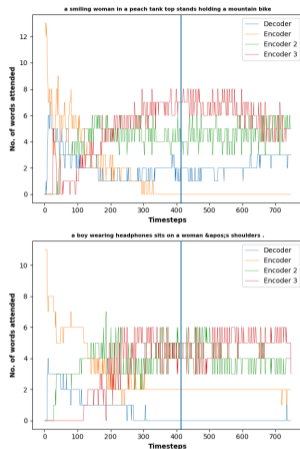 a smiling woman in a peach tank top stands holding a mountain bike
Decoder
Encoder
Encoder 2
Encoder 3
No. of words attended
12
10
8
6
4
2
0
0 100 200 300 400 500 600 700
Timesteps
a boy wearing headphones sits on a woman &apos;s shoulders .
Decoder
Encoder
Encoder 2
Encoder 3
No. of words attended
10
8
6
4
2
0
0 100 200 300 400 500 600 700
Timesteps